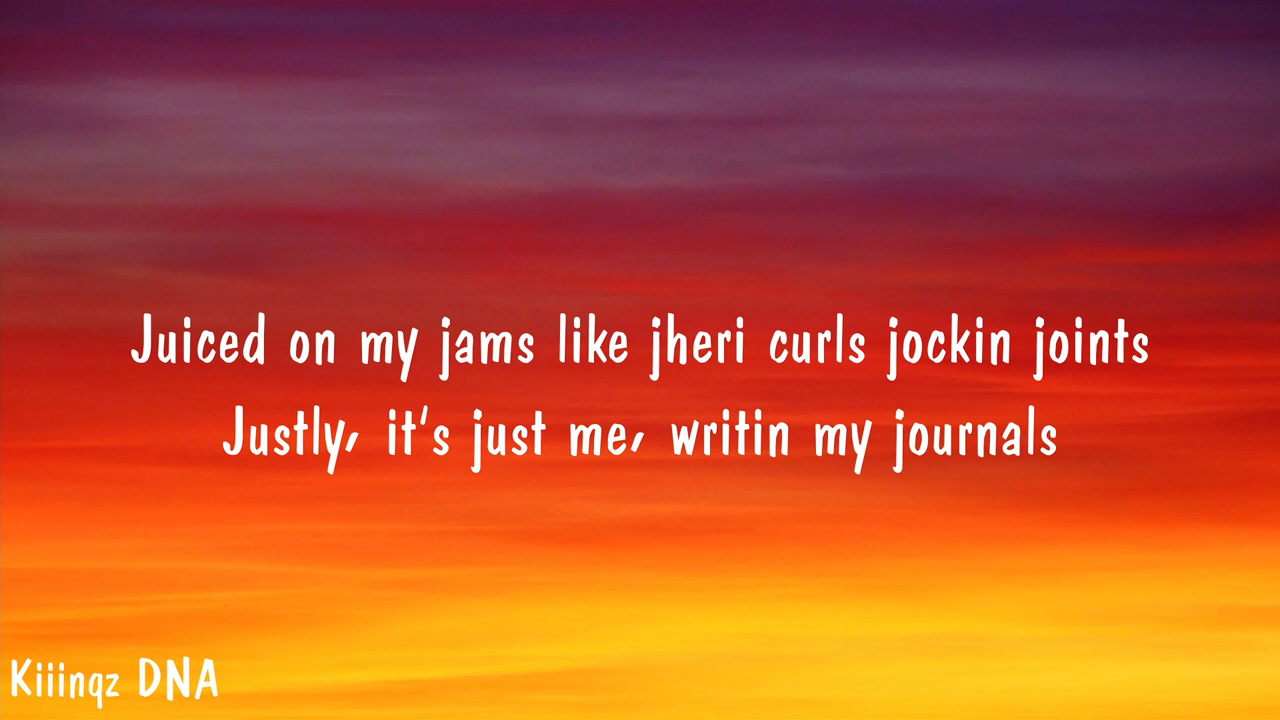 Juiced on my jams like jheri curls jockin joints
Justly, it's just me, writin my journals
Kiiinqz DNA